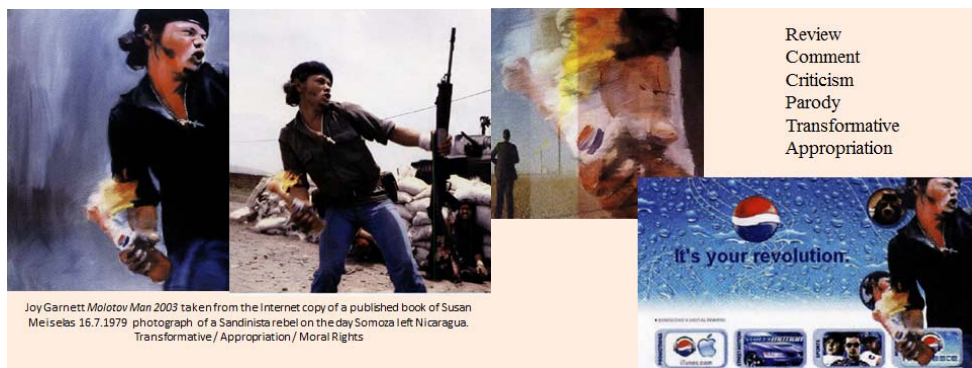 Review
Comment
Criticism
Parody
Transformative
Appropriation
It's your revolution.
iTunes.com
Joy Garnett Molotov Man 2003 taken from the Internet copy of a published book of Susan
Meiselas 16.7.1979 photograph of a Sandinista rebel on the day Somoza left Nicaragua.
Transformative / Appropriation / Moral Rights